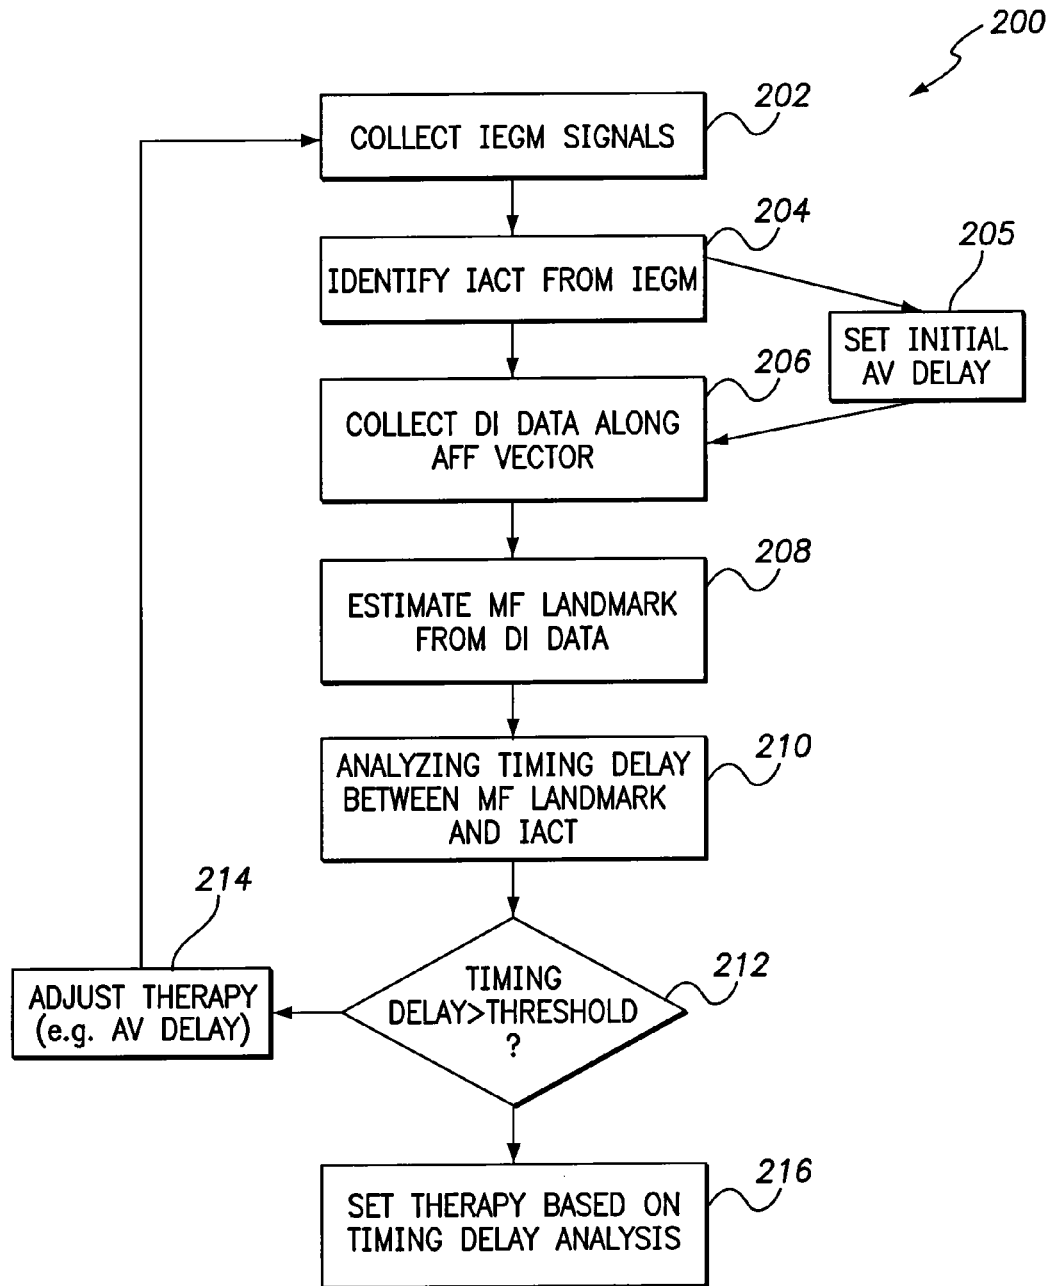 200
COLLECT IEGM SIGNALS
202
IDENTIFY IACT FROM IEGM
204
SET INITIAL
AV DELAY
205
COLLECT DI DATA ALONG
AFF VECTOR
206
ESTIMATE MF LANDMARK
FROM DI DATA
208
ANALYZING TIMING DELAY
BETWEEN MF LANDMARK
AND IACT
210
TIMING
DELAY>THRESHOLD
?
212
ADJUST THERAPY
(e.g. AV DELAY)
214
SET THERAPY BASED ON
TIMING DELAY ANALYSIS
216